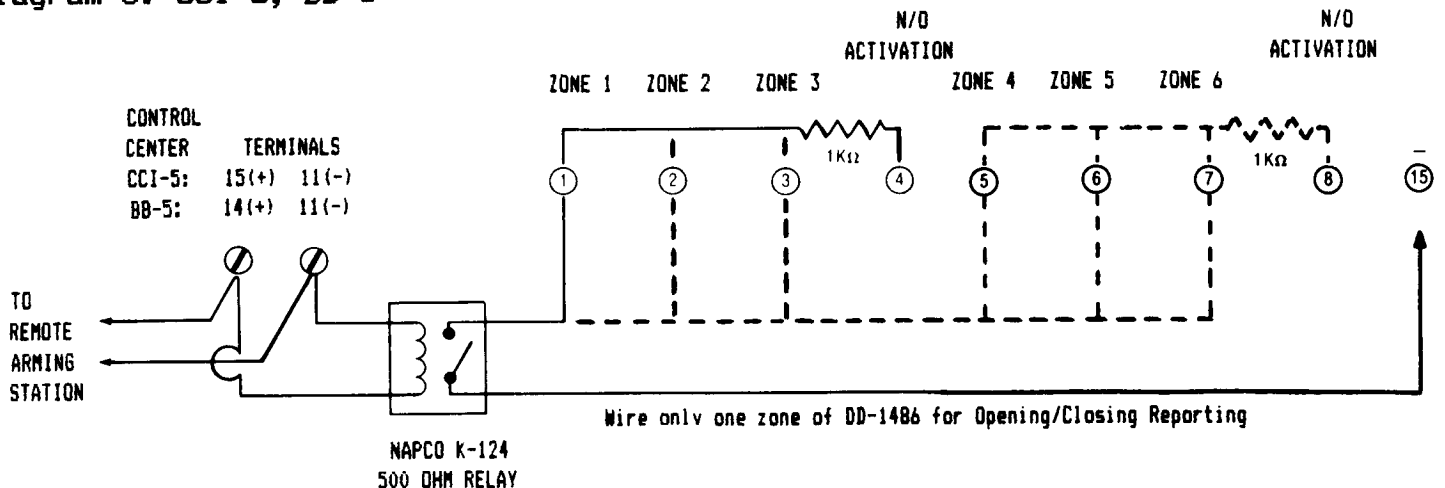 N/O N/O
ACTIVATION ACTIVATION
ZONE 1 ZONE 2 ZONE 3 ZONE 4 ZONE 5 ZONE 6
CONTROL
CENTER TERMINALS
CCI-5: 15(+) 11(-)
BB-5: 14(+) 11(-)
1KΩ 1KΩ
1 2 3 4 5 6 7 8 15
–
TO
REMOTE
ARMING
STATION
Wire only one zone of DD-1486 for Opening/Closing Reporting
NAPCO K-124
500 OHM RELAY